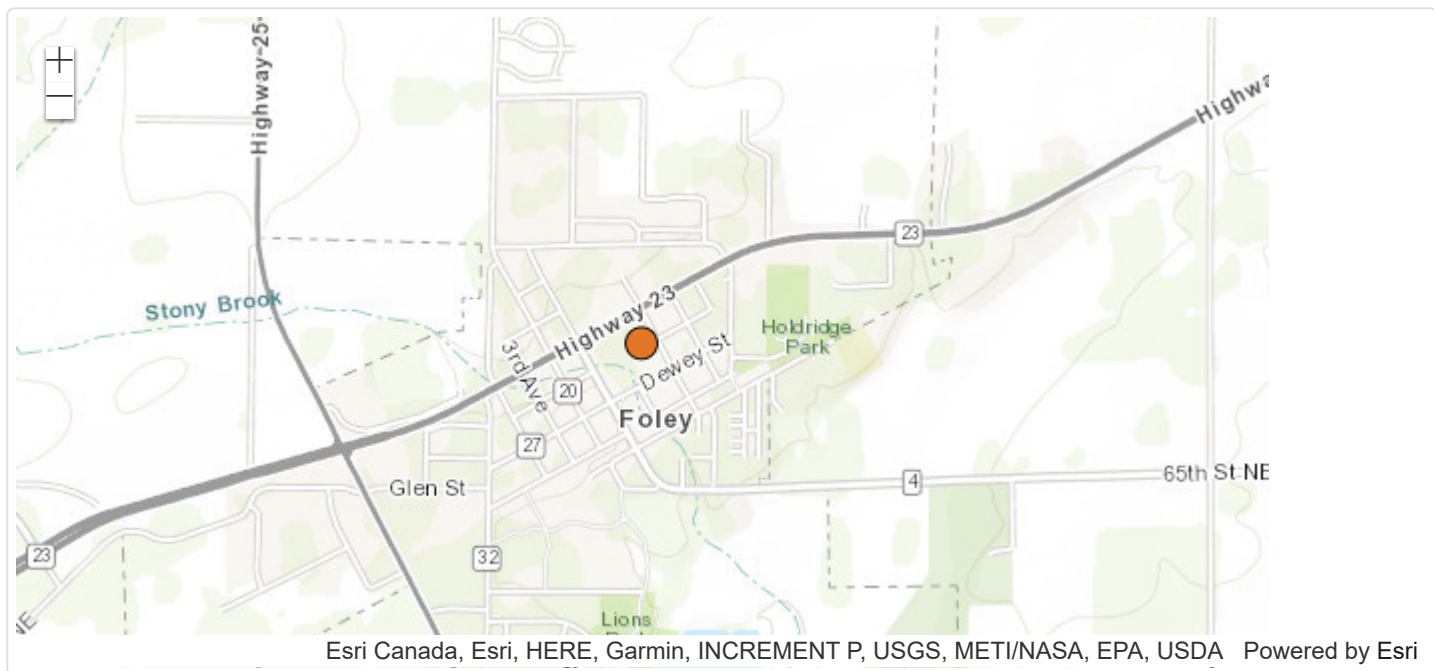 +
−
Highway-25
Highwa
23
Stony Brook
Highway-23
Holdridge
Park
3rd Ave
Dewey St
20
Foley
27
Glen St
4
65th St NE
32
23
NE
Lions
Esri Canada, Esri, HERE, Garmin, INCREMENT P, USGS, METI/NASA, EPA, USDA Powered by Esri